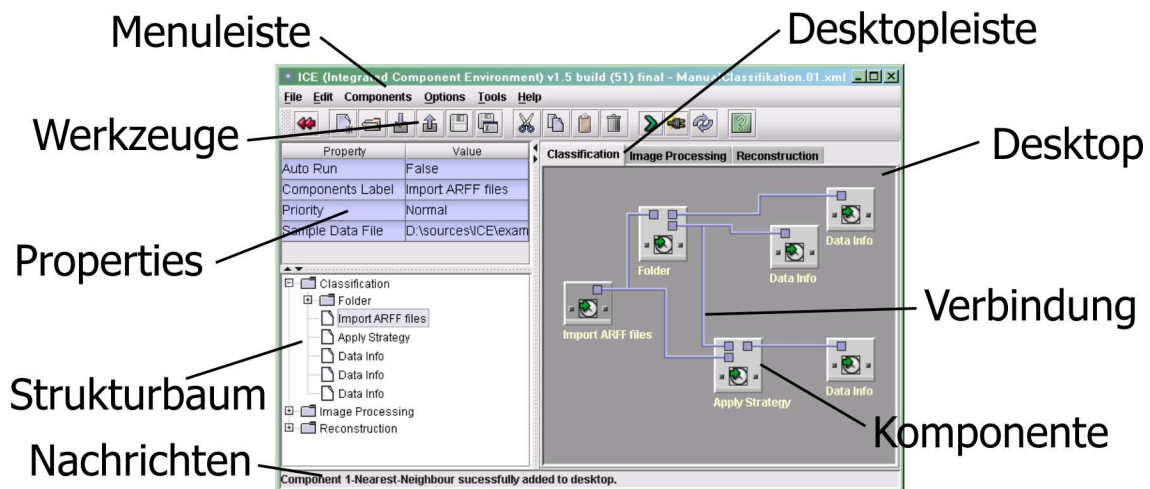 Menuleiste
Desktopleiste
ICE (Integrated Component Environment) v1.5 build (51) final - ManualClassifikation.01.xml
File Edit Components Options Tools Help
Werkzeuge
Desktop
Property Value
Auto Run False
Components Label Import ARFF files
Priority Normal
Sample Data File D:\sources\ICE\exam
Properties
Classification Image Processing Reconstruction
Data Info
Folder
Data Info
Import ARFF files
Verbindung
Apply Strategy
Data Info
Komponente
Classification
Folder
Import ARFF files
Apply Strategy
Data Info
Data Info
Data Info
Image Processing
Reconstruction
Strukturbaum
Nachrichten
Component 1-Nearest-Neighbour sucessfully added to desktop.